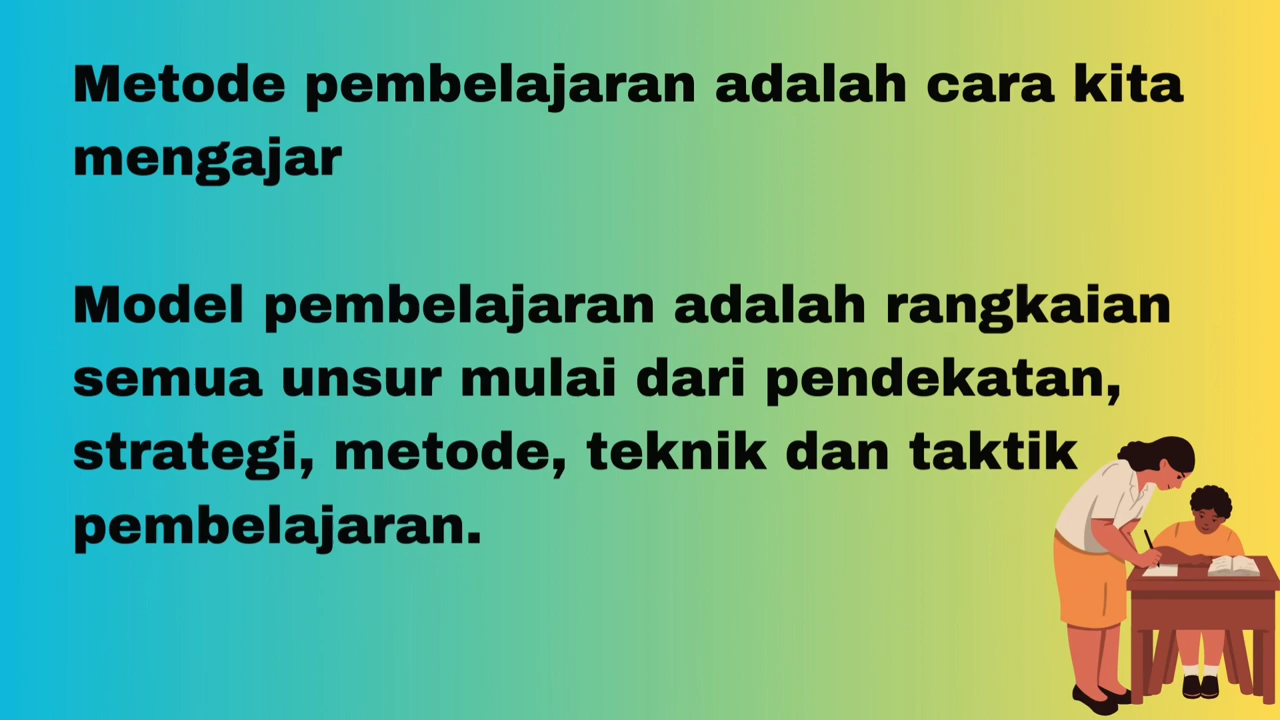 Metode pembelajaran adalah cara kita
mengajar
Model pembelajaran adalah rangkaian
semua unsur mulai dari pendekatan,
strategi, metode, teknik dan taktik
pembelajaran.